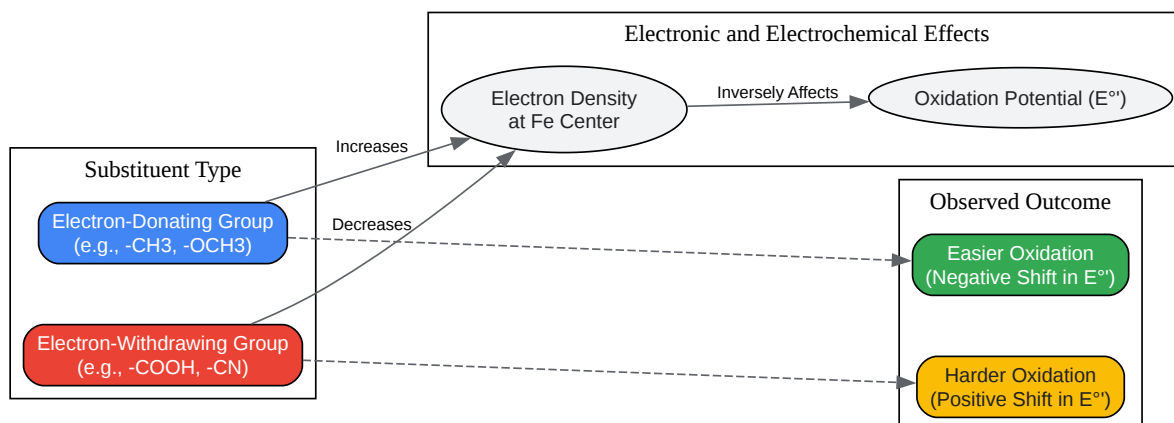 Electronic and Electrochemical Effects
Electron Density
at Fe Center
Inversely Affects
Oxidation Potential (E°')
Increases
Substituent Type
Electron-Donating Group
(e.g., -CH3, -OCH3)
Decreases
Electron-Withdrawing Group
(e.g., -COOH, -CN)
Observed Outcome
Easier Oxidation
(Negative Shift in E°')
Harder Oxidation
(Positive Shift in E°')